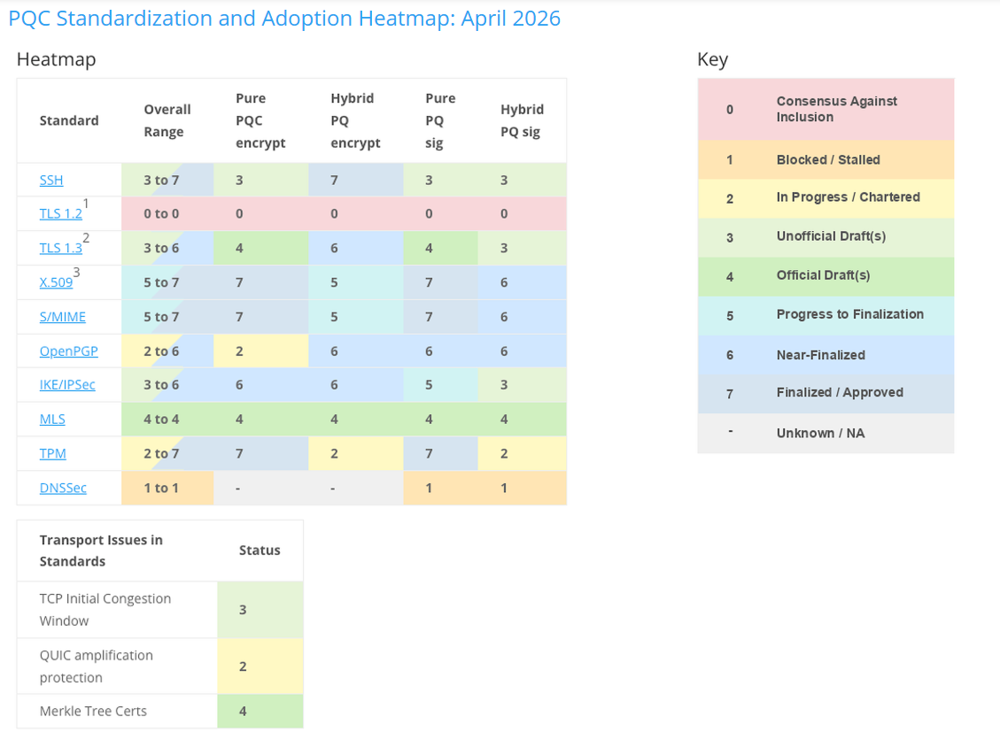 PQC Standardization and Adoption Heatmap: April 2026
Heatmap
Standard
Overall
Range
Pure
PQC
encrypt
Hybrid
PQ
encrypt
Pure
PQ
sig
Hybrid
PQ sig
SSH 3 to 7 3 7 3 3
TLS 1.2 1 0 to 0 0 0 0 0
TLS 1.3 2 3 to 6 4 6 4 3
X.509 3 5 to 7 7 5 7 6
S/MIME 5 to 7 7 5 7 6
OpenPGP 2 to 6 2 6 6 6
IKE/IPSec 3 to 6 6 6 5 3
MLS 4 to 4 4 4 4 4
TPM 2 to 7 7 2 7 2
DNSSec 1 to 1 - - 1 1
Key
0 Consensus Against
Inclusion
1 Blocked / Stalled
2 In Progress / Chartered
3 Unofficial Draft(s)
4 Official Draft(s)
5 Progress to Finalization
6 Near-Finalized
7 Finalized / Approved
- Unknown / NA
Transport Issues in
Standards
Status
TCP Initial Congestion
Window
3
QUIC amplification
protection
2
Merkle Tree Certs 4